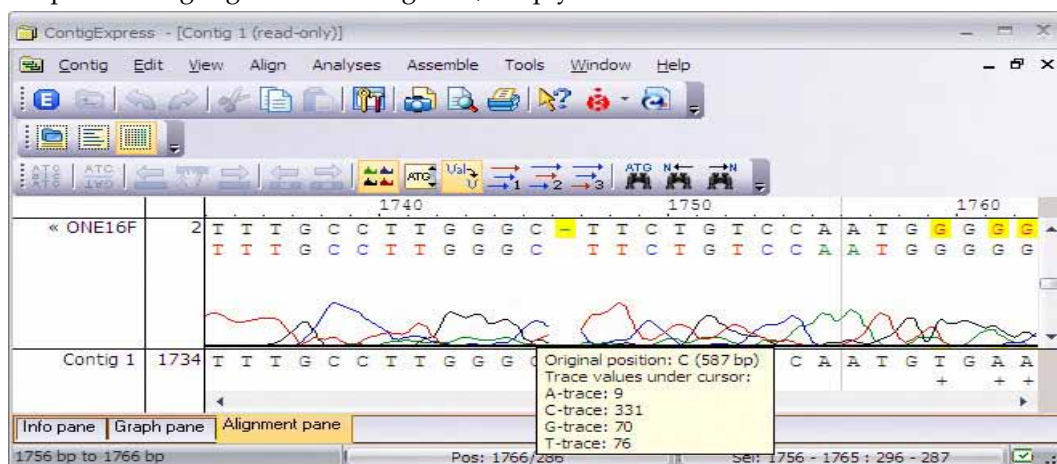 ContigExpress - [Contig 1 (read-only)]
Contig Edit View Align Analyses Assemble Tools Window Help
1740 1750 1760
« ONE16F 2 T T T G C C T T G G G C - T T C T G T C C A A T G G G G G
T T T G C C T T G G G C T T C T G T C C A A T G G G G G
Contig 1 1734 T T T G C C T T G G G C C A A T G T G A A
+ + +
Original position: C (587 bp)
Trace values under cursor:
A-trace: 9
C-trace: 331
G-trace: 70
T-trace: 76
Info pane Graph pane Alignment pane
1756 bp to 1766 bp Pos: 1766/286 Sel: 1756 - 1765 : 296 - 287